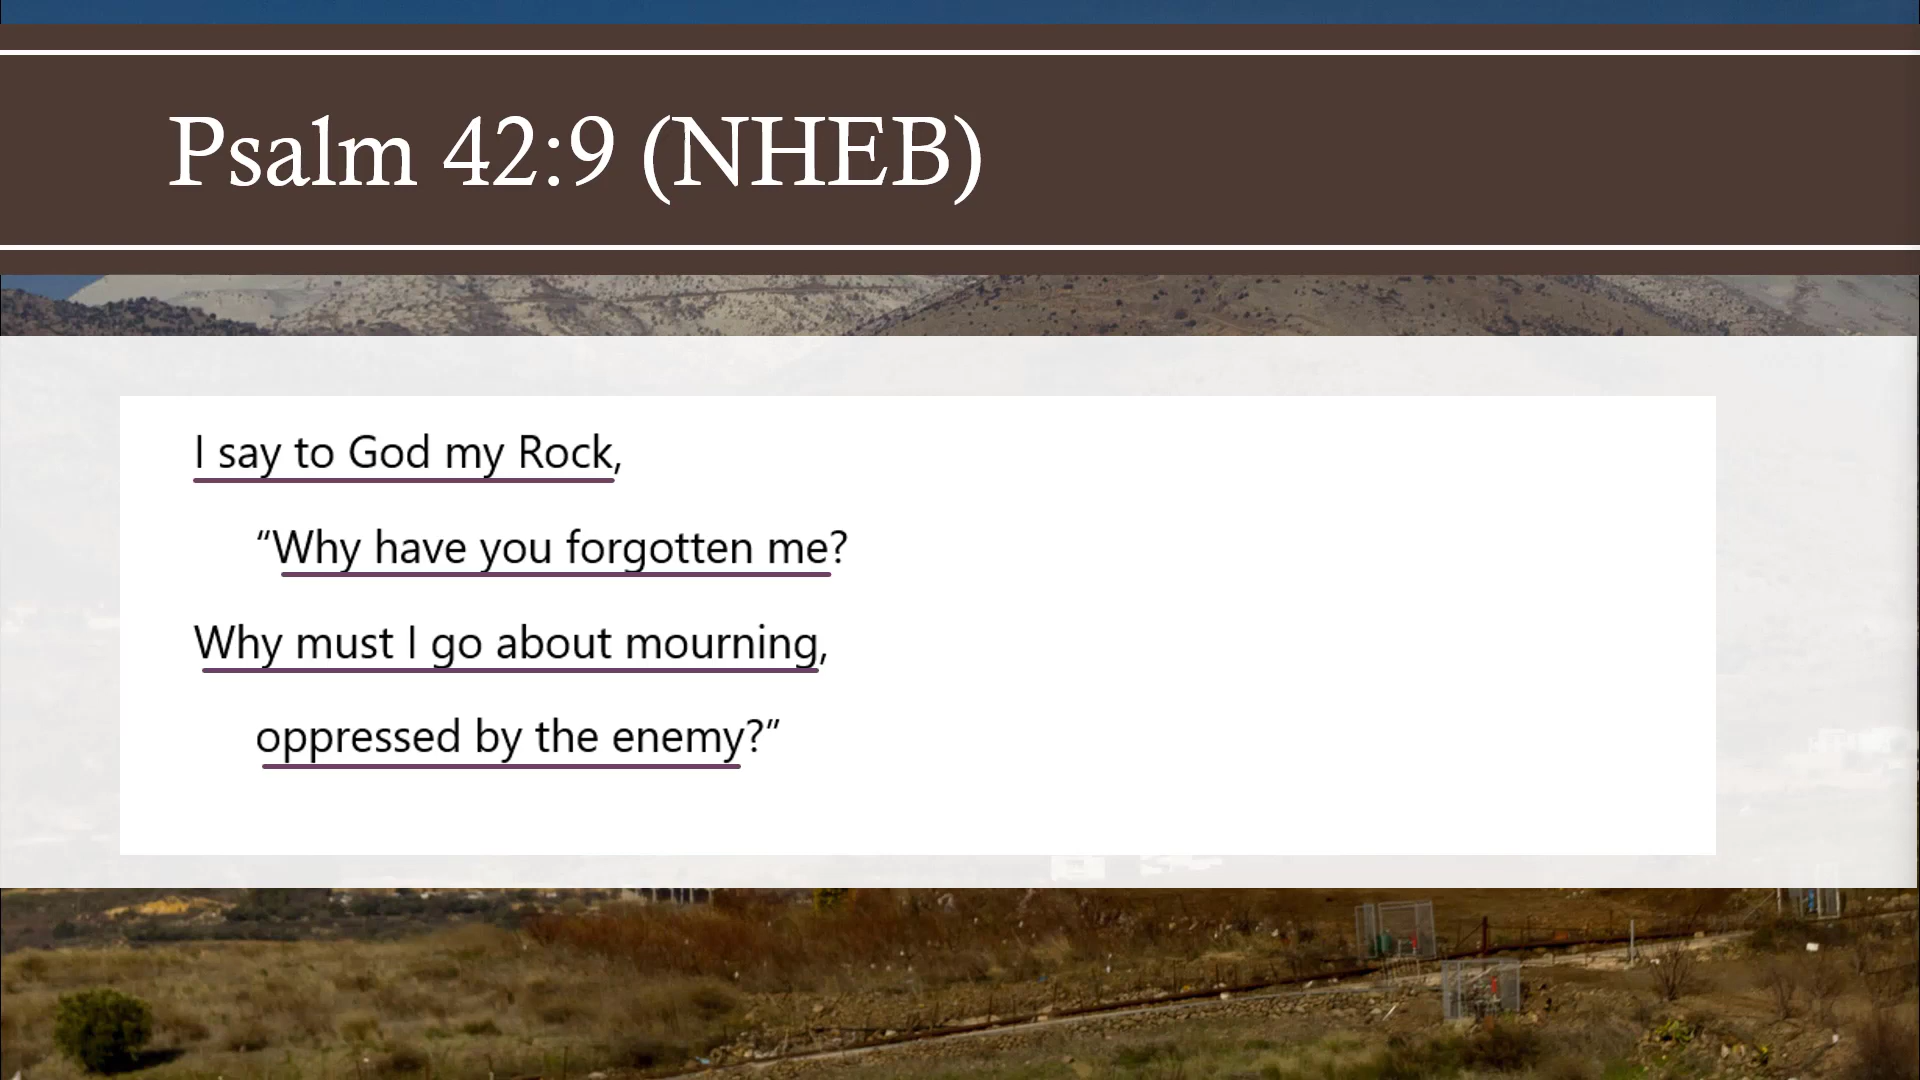 Psalm 42:9 (NHEB)
I say to God my Rock,
“Why have you forgotten me?
Why must I go about mourning,
oppressed by the enemy?”